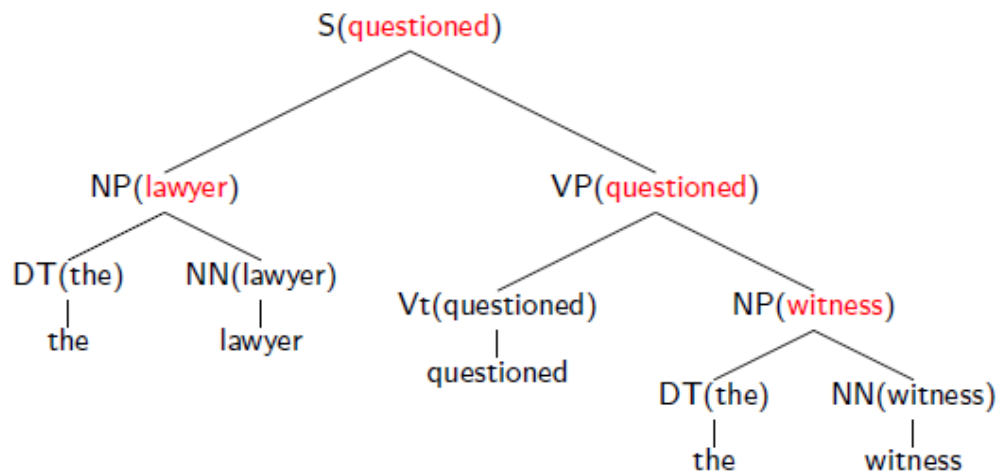 S(questioned)
NP(lawyer) VP(questioned)
DT(the) NN(lawyer) Vt(questioned) NP(witness)
the lawyer questioned DT(the) NN(witness)
the witness